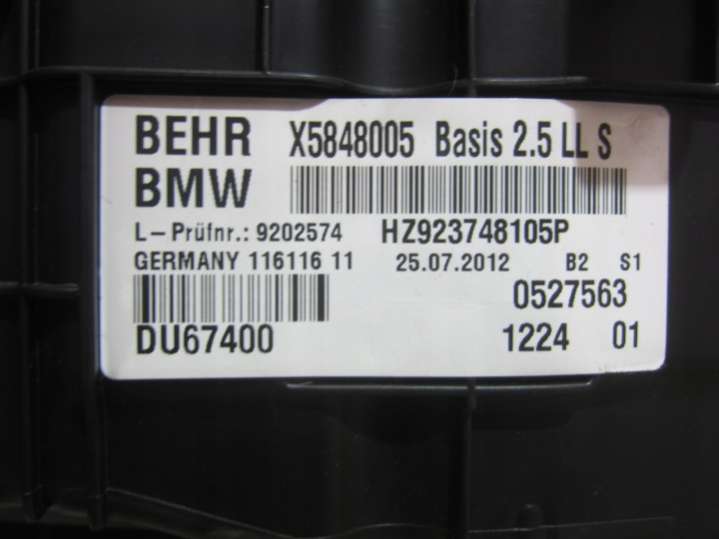 BEHR X5848005 Basis 2.5 LL S
BMW
L-Prüfnr.: 9202574 HZ923748105P
GERMANY 116116 11 25.07.2012 B2 S1
0527563
DU67400 1224 01